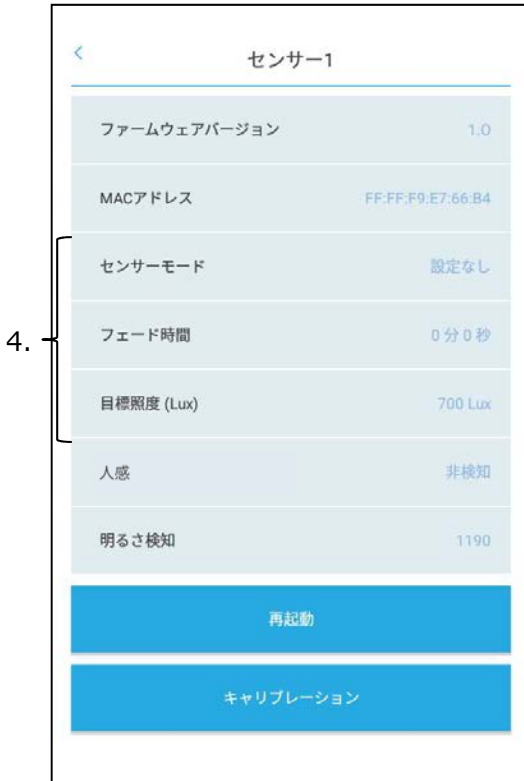 センサー1
ファームウェアバージョン 1.0
MACアドレス FF:FF:F9:E7:66:B4
センサーモード 設定なし
4. フェード時間 0分0秒
目標照度 (Lux) 700 Lux
人感 非検知
明るさ検知 1190
再起動
キャリブレーション